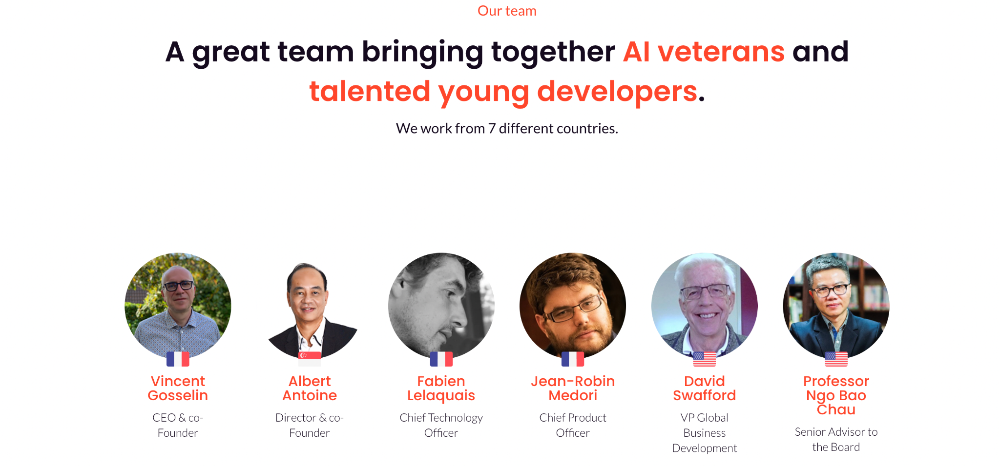 Our team
A great team bringing together AI veterans and
talented young developers.
We work from 7 different countries.
Vincent
Gosselin
CEO & co-
Founder
Albert
Antoine
Director & co-
Founder
Fabien
Lelaquais
Chief Technology
Officer
Jean-Robin
Medori
Chief Product
Officer
David
Swafford
VP Global
Business
Development
Professor
Ngo Bao
Chau
Senior Advisor to
the Board